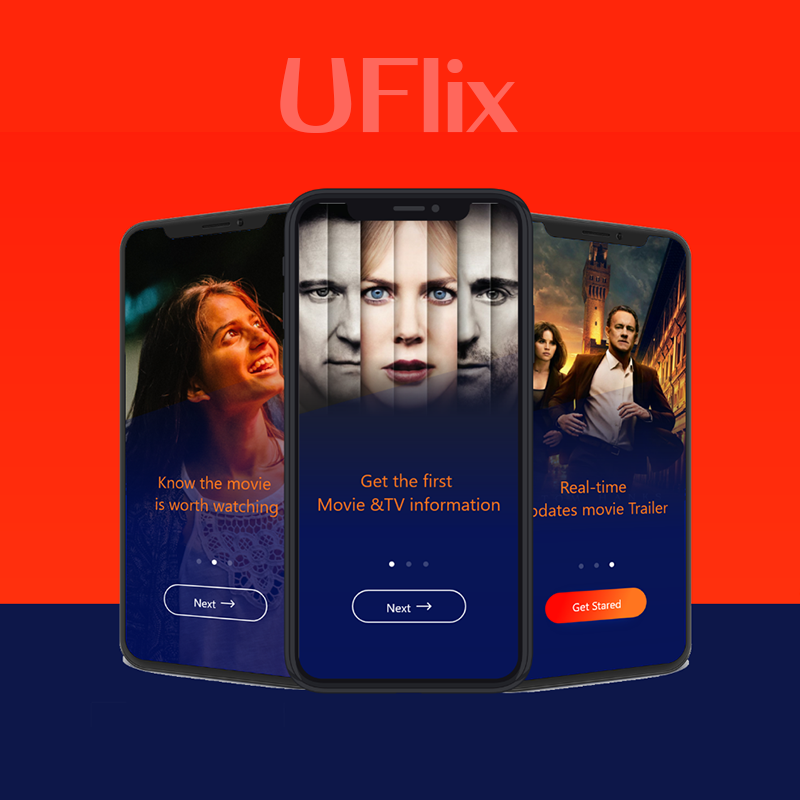 UFlix
Know the movie
is worth watching
Next
Get the first
Movie &TV information
Next
Real-time
pdates movie Trailer
Get Stared